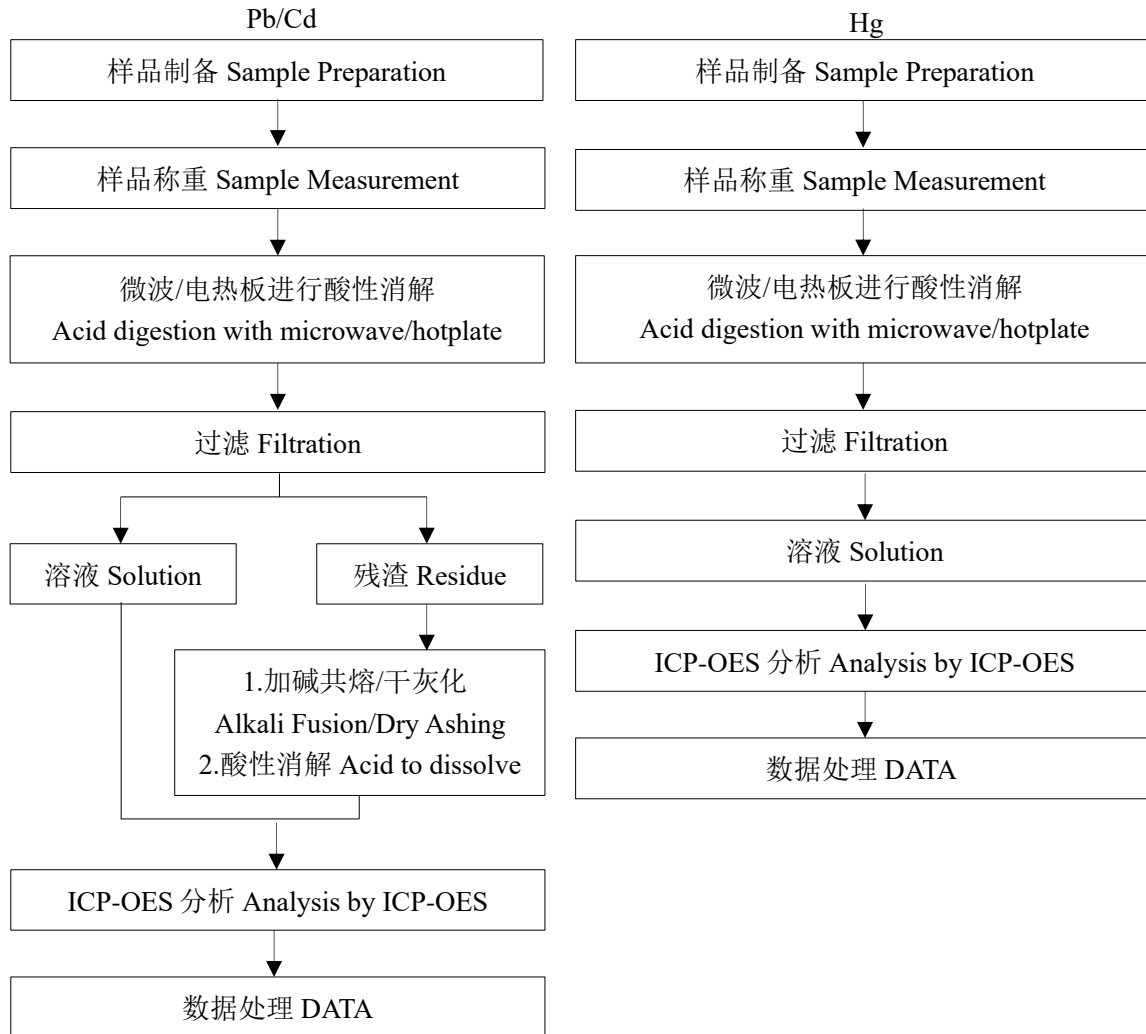 Pb/Cd
样品制备 Sample Preparation
样品称重 Sample Measurement
微波/电热板进行酸性消解
Acid digestion with microwave/hotplate
过滤 Filtration
溶液 Solution
残渣 Residue
1.加碱共熔/干灰化
Alkali Fusion/Dry Ashing
2.酸性消解 Acid to dissolve
ICP-OES 分析 Analysis by ICP-OES
数据处理 DATA
Hg
样品制备 Sample Preparation
样品称重 Sample Measurement
微波/电热板进行酸性消解
Acid digestion with microwave/hotplate
过滤 Filtration
溶液 Solution
ICP-OES 分析 Analysis by ICP-OES
数据处理 DATA